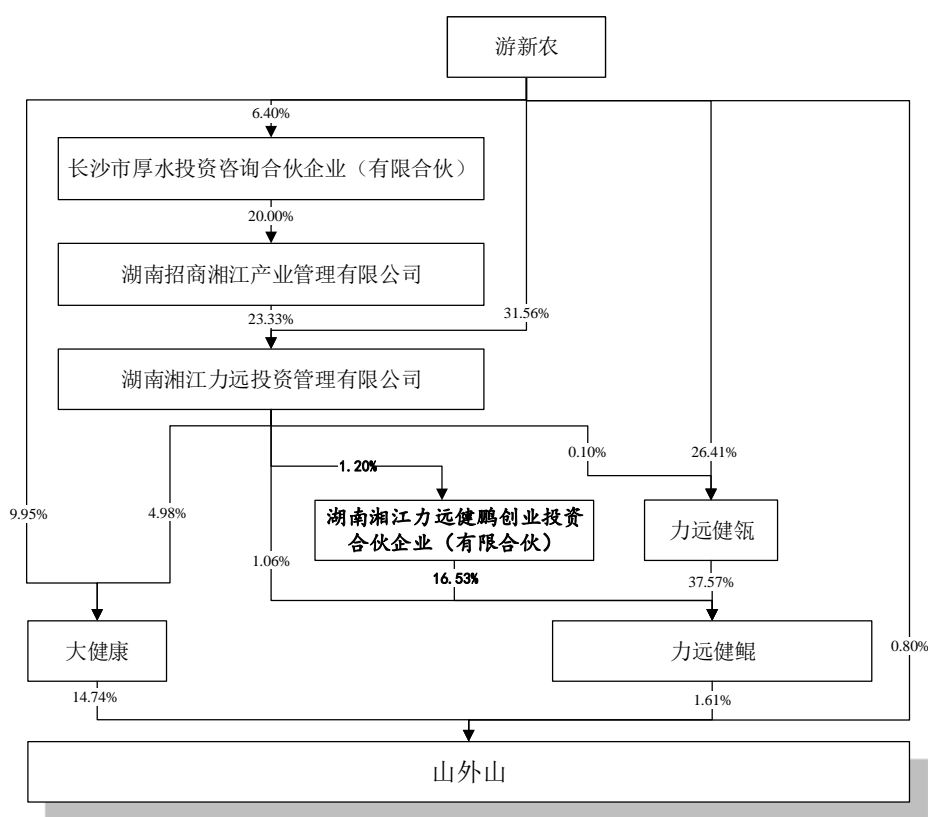 游新农
6.40%
长沙市厚水投资咨询合伙企业（有限合伙）
20.00%
湖南招商湘江产业管理有限公司
23.33%
31.56%
湖南湘江力远投资管理有限公司
0.10%
26.41%
1.20%
9.95%
4.98%
湖南湘江力远健鹏创业投资
合伙企业（有限合伙）
力远健瓴
1.06%
16.53%
37.57%
大健康
力远健鲲
0.80%
14.74%
1.61%
山外山